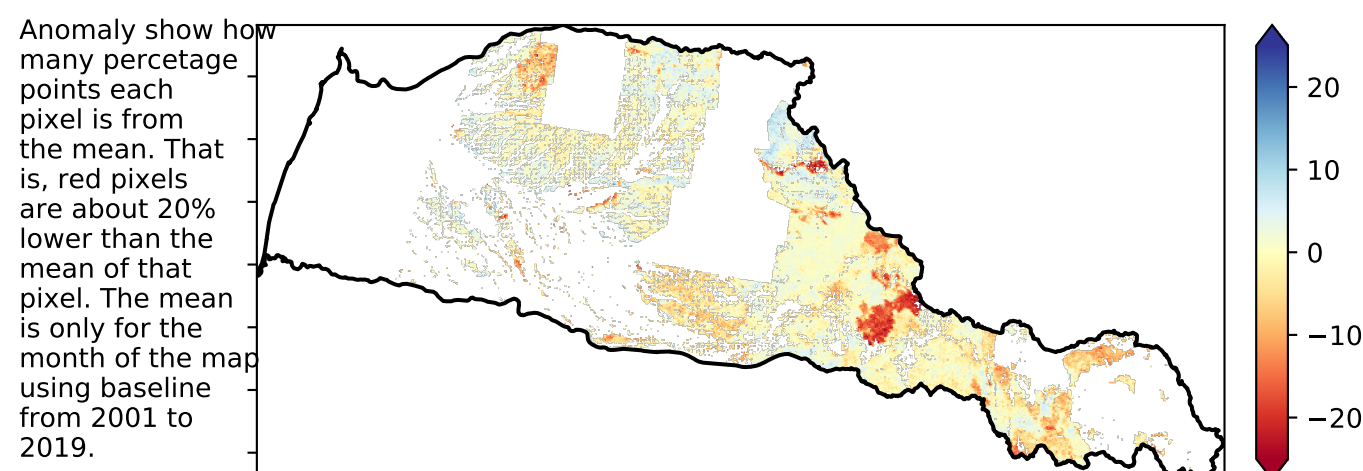 Anomaly show how
many percetage
points each
pixel is from
the mean. That
is, red pixels
are about 20%
lower than the
mean of that
pixel. The mean
is only for the
month of the map
using baseline
from 2001 to
2019.
20
10
0
−10
−20